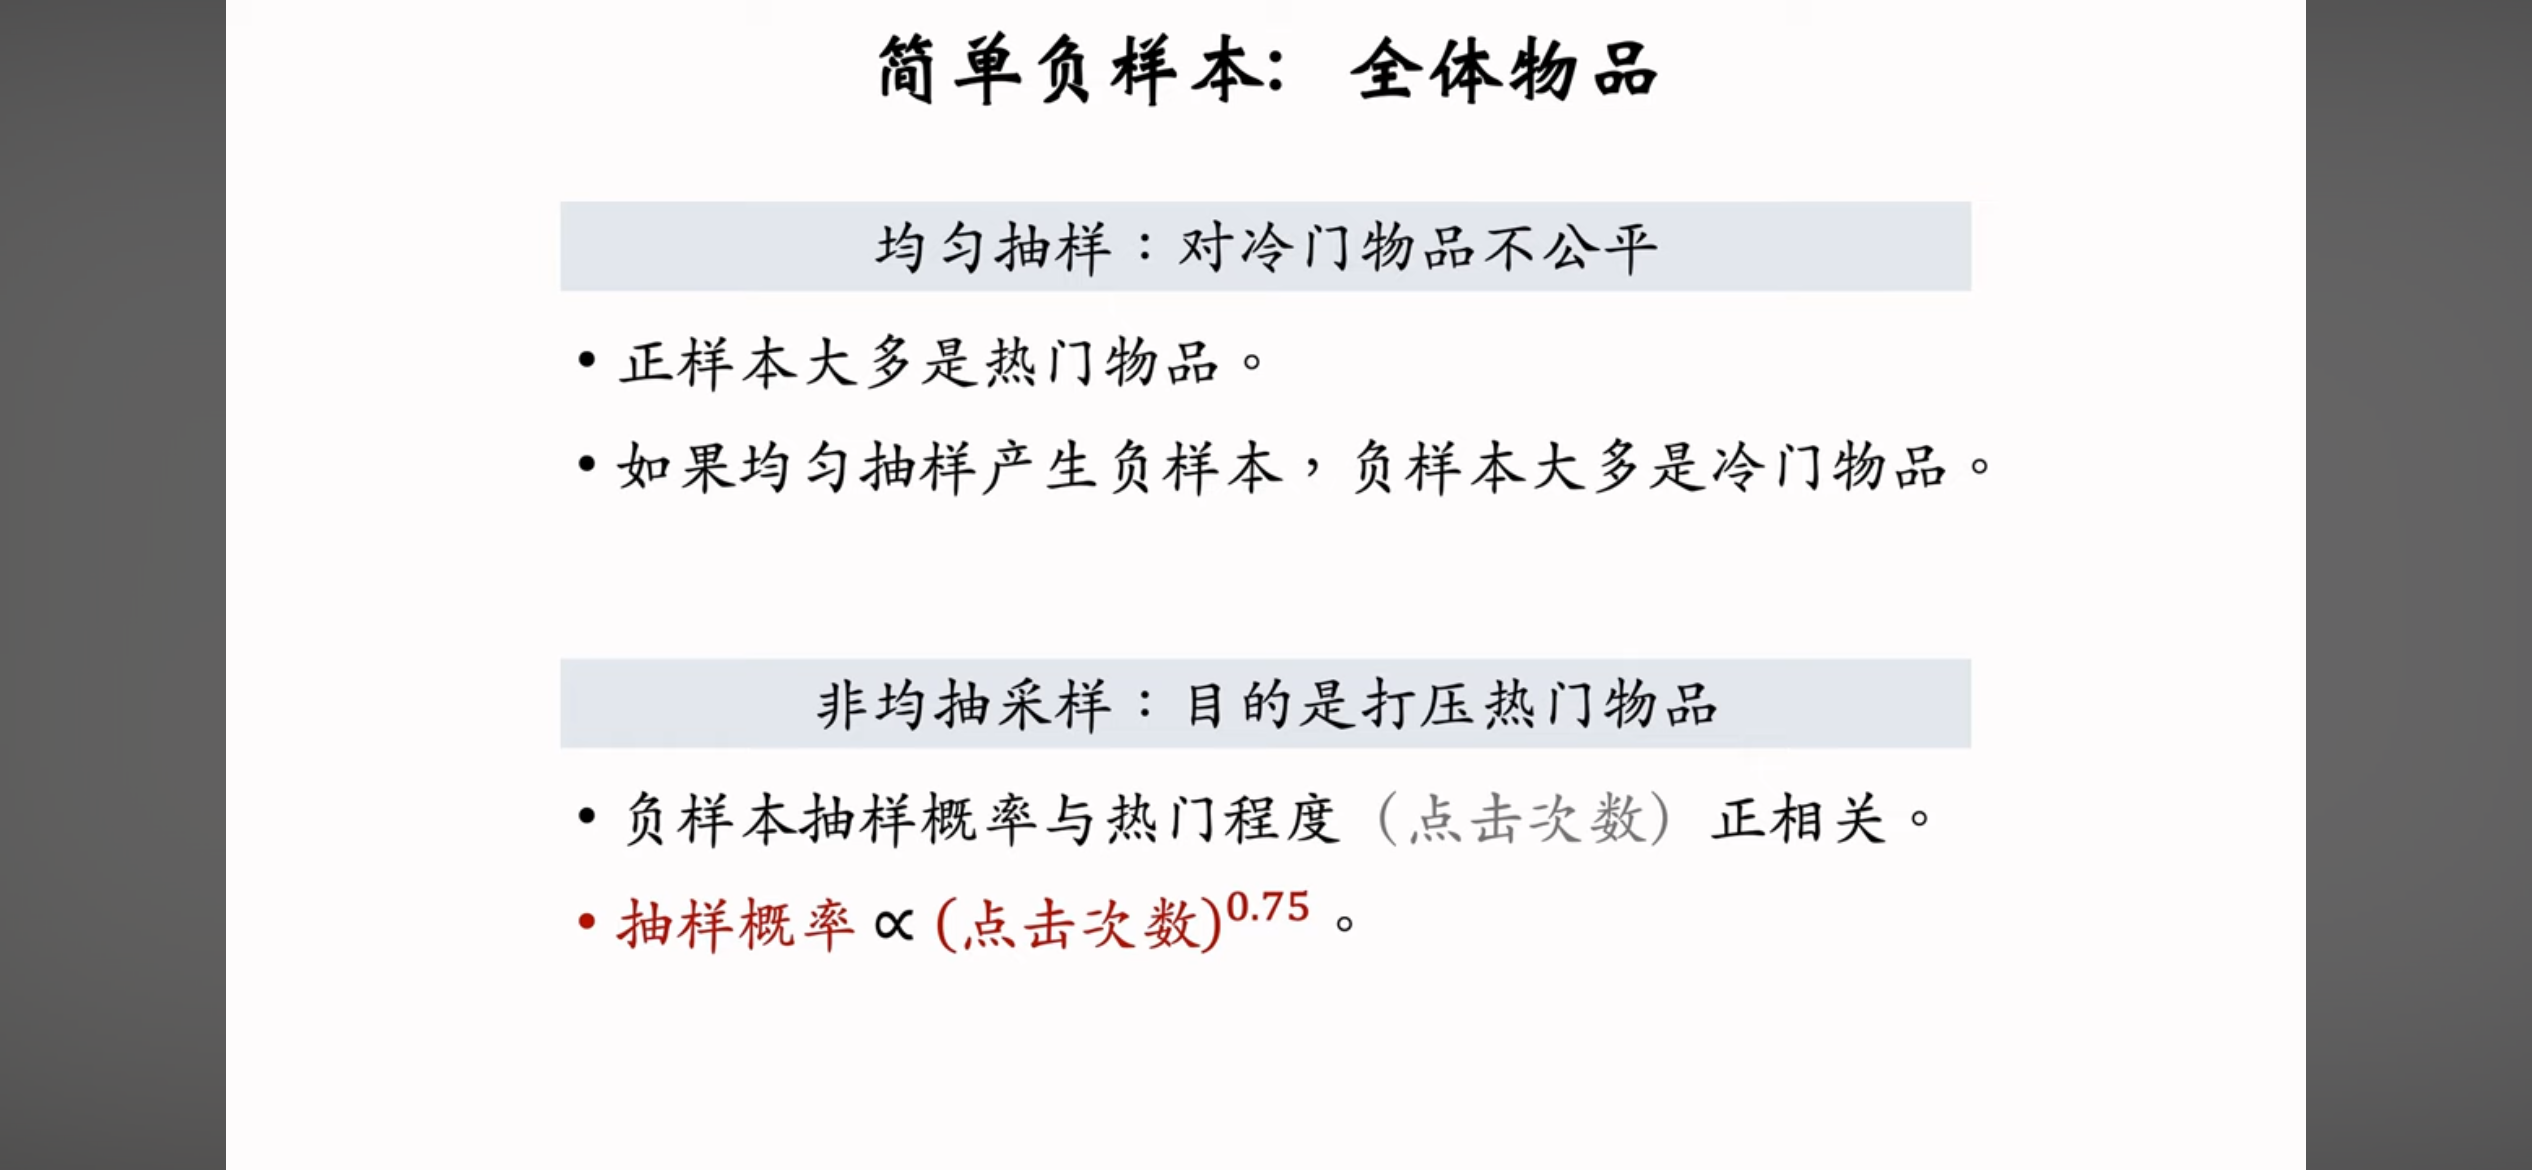 简单负样本：全体物品
均匀抽样：对冷门物品不公平
• 正样本大多是热门物品。
• 如果均匀抽样产生负样本，负样本大多是冷门物品。
非均抽采样：目的是打压热门物品
• 负样本抽样概率与热门程度（点击次数）正相关。
• 抽样概率 ∝ (点击次数)^0.75 。